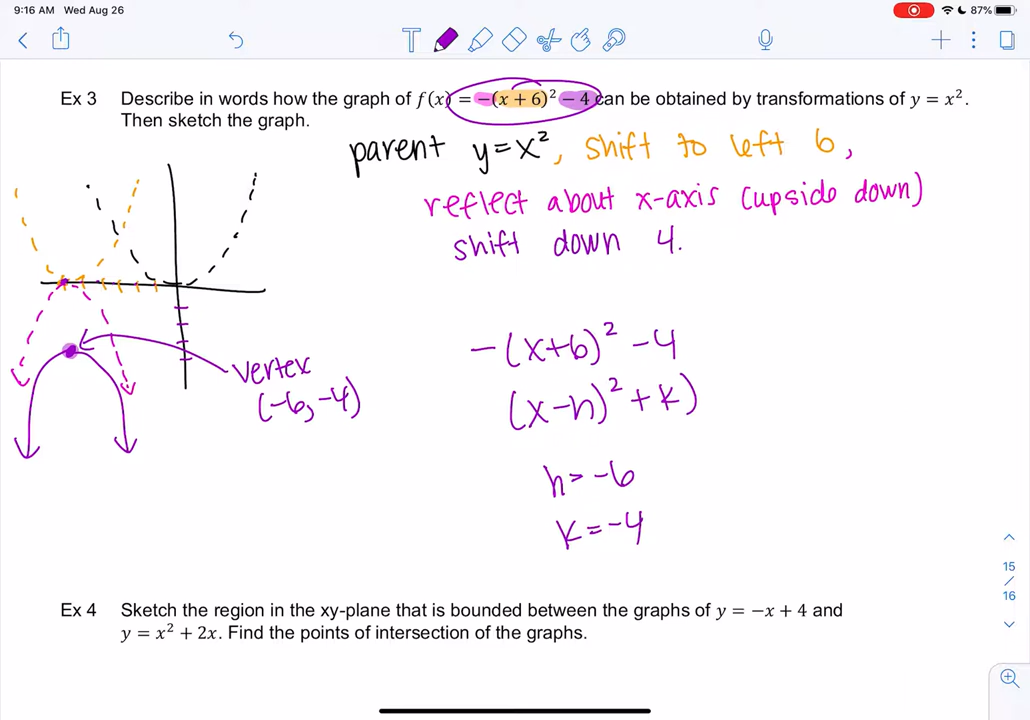 9:16 AM Wed Aug 26
87%
Ex 3 Describe in words how the graph of f(x) = −(x + 6)² − 4 can be obtained by transformations of y = x².
Then sketch the graph.
parent y=x², shift to left 6,
reflect about x-axis (upside down)
shift down 4.
−(x+6)² −4
(x−h)² + k)
vertex
(−6, −4)
h = −6
k = −4
15
/
16
Ex 4 Sketch the region in the xy-plane that is bounded between the graphs of y = −x + 4 and
y = x² + 2x. Find the points of intersection of the graphs.